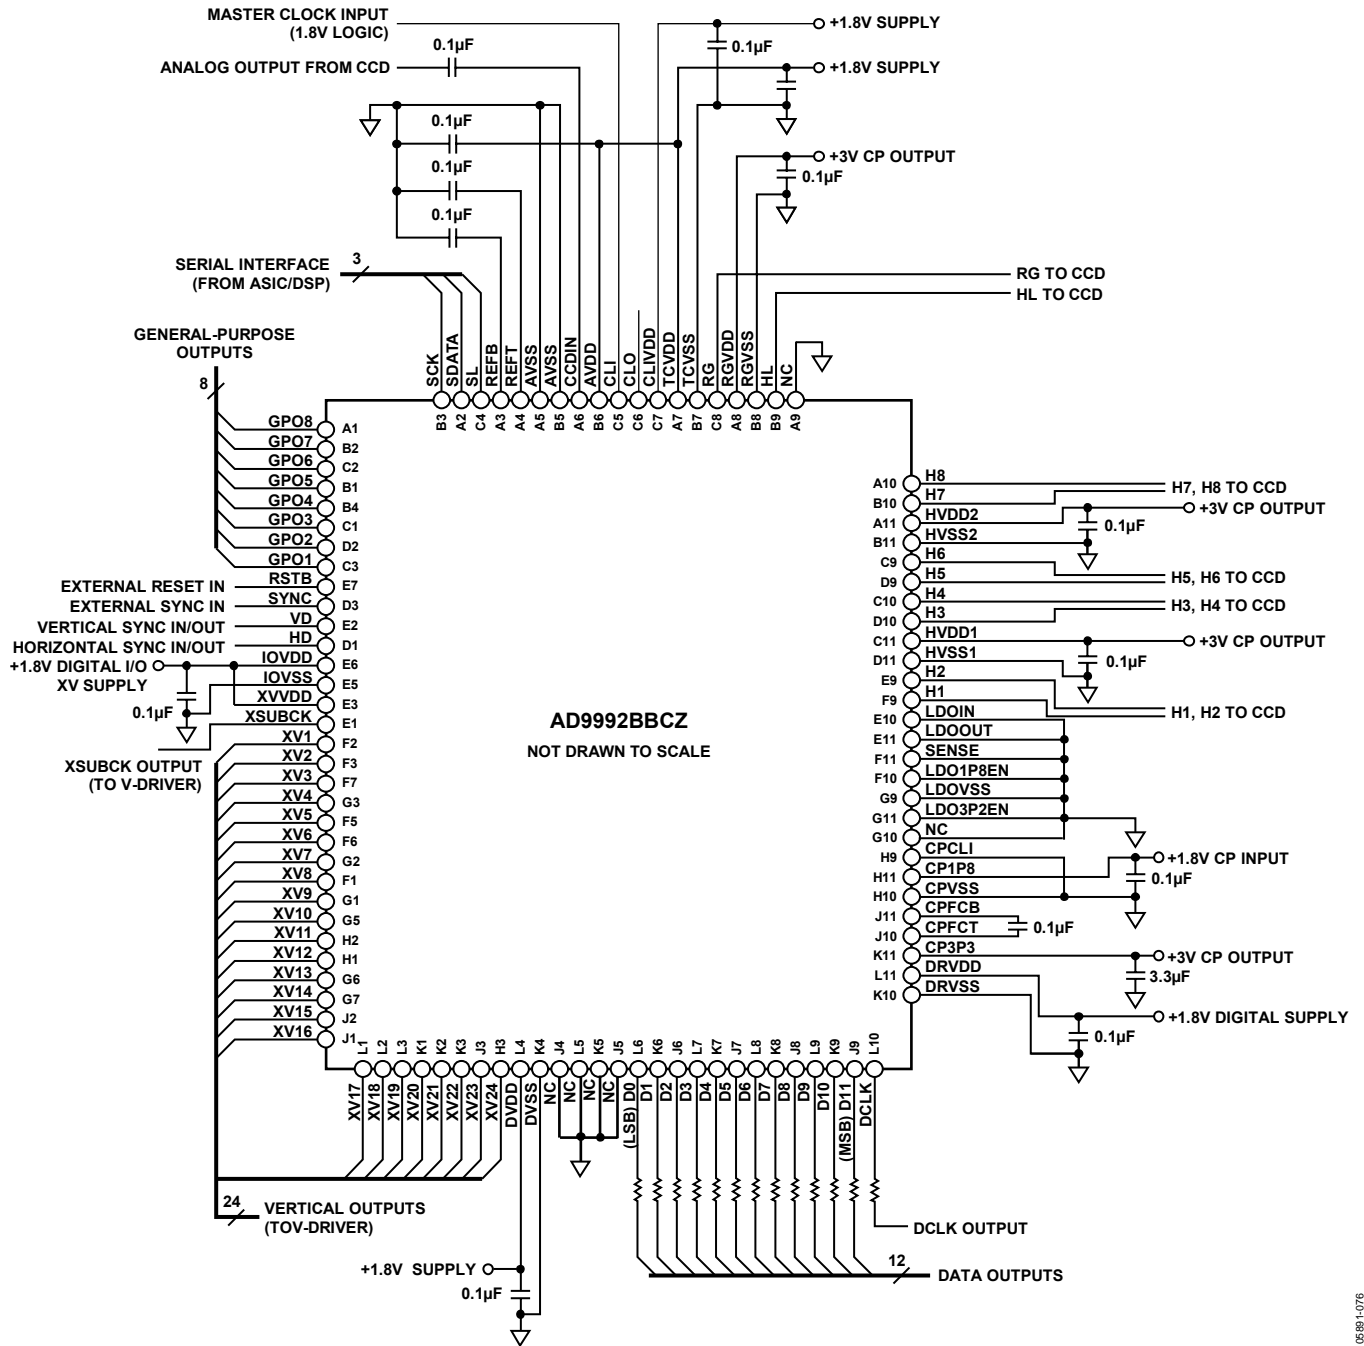 MASTER CLOCK INPUT
(1.8V LOGIC)
+1.8V SUPPLY
0.1µF
0.1µF
ANALOG OUTPUT FROM CCD
+1.8V SUPPLY
0.1µF
+3V CP OUTPUT
0.1µF
0.1µF
0.1µF
SERIAL INTERFACE
(FROM ASIC/DSP)
3
RG TO CCD
HL TO CCD
GENERAL-PURPOSE
OUTPUTS
8
SCK
SDATA
SL
REFB
REFT
AVSS
AVSS
CCDIN
AVDD
CLI
CLO
CLIVDD
TCVDD
TCVSS
RG
RGVDD
RGVSS
HL
NC
B3
A2
C4
A3
A4
A5
B5
A6
B6
C5
C6
C7
A7
B7
C8
A8
B8
B9
A9
GPO8 A1
GPO7 B2
GPO6 C2
GPO5 B1
GPO4 B4
GPO3 C1
GPO2 D2
GPO1 C3
EXTERNAL RESET IN RSTB E7
EXTERNAL SYNC IN SYNC D3
VERTICAL SYNC IN/OUT VD E2
HORIZONTAL SYNC IN/OUT HD D1
+1.8V DIGITAL I/O IOVDD E6
XV SUPPLY IOVSS E5
0.1µF XVVDD E3
XSUBCK E1
XSUBCK OUTPUT
(TO V-DRIVER)
XV1 F2
XV2 F3
XV3 F7
XV4 G3
XV5 F5
XV6 F6
XV7 G2
XV8 F1
XV9 G1
XV10 G5
XV11 H2
XV12 H1
XV13 G6
XV14 G7
XV15 J2
XV16 J1
AD9992BBCZ
NOT DRAWN TO SCALE
A10 H8
B10 H7
H7, H8 TO CCD
A11 HVDD2
+3V CP OUTPUT
B11 HVSS2
0.1µF
C9 H6
D9 H5
H5, H6 TO CCD
C10 H4
D10 H3
H3, H4 TO CCD
C11 HVDD1
+3V CP OUTPUT
D11 HVSS1
0.1µF
E9 H2
F9 H1
H1, H2 TO CCD
E10 LDOIN
E11 LDOOUT
F11 SENSE
F10 LDO1P8EN
G9 LDOVSS
G11 LDO3P2EN
G10 NC
H9 CPCLI
+1.8V CP INPUT
H11 CP1P8
0.1µF
H10 CPVSS
J11 CPFCB
0.1µF
J10 CPFCT
K11 CP3P3
+3V CP OUTPUT
L11 DRVDD
3.3µF
K10 DRVSS
+1.8V DIGITAL SUPPLY
0.1µF
L1
L2
L3
K1
K2
K3
J3
H3
L4
K4
J4
L5
K5
J5
L6
K6
J6
L7
K7
J7
L8
K8
J8
L9
K9
J9
L10
XV17
XV18
XV19
XV20
XV21
XV22
XV23
XV24
DVDD
DVSS
NC
NC
NC
NC
(LSB) D0
D1
D2
D3
D4
D5
D6
D7
D8
D9
D10
(MSB) D11
DCLK
24
VERTICAL OUTPUTS
(TOV-DRIVER)
DCLK OUTPUT
+1.8V SUPPLY
0.1µF
12
DATA OUTPUTS
05891-076